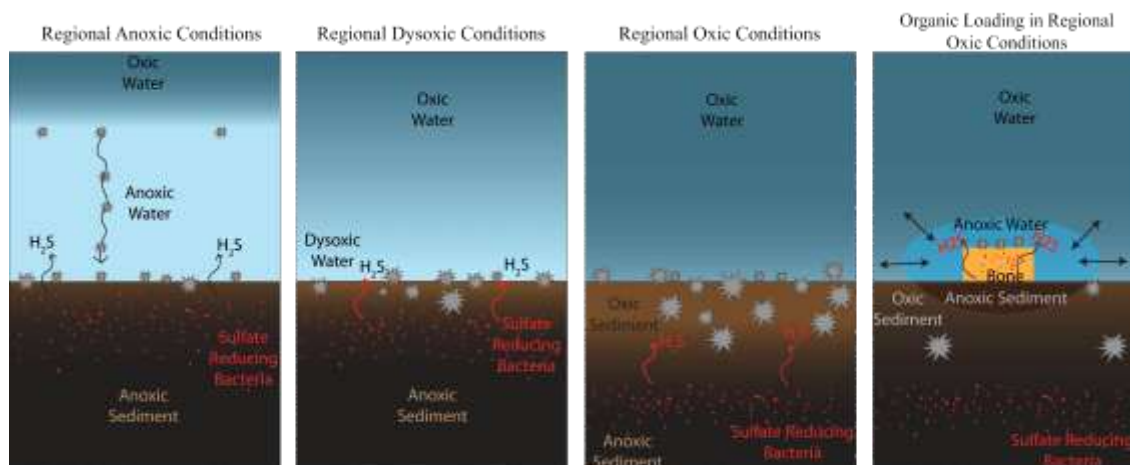 Regional Anoxic Conditions
Oxic
Water
Anoxic
Water
H2S
H2S
Sulfate
Reducing
Bacteria
Anoxic
Sediment
Regional Dysoxic Conditions
Oxic
Water
Dysoxic
Water
H2S
H2S
Sulfate
Reducing
Bacteria
Anoxic
Sediment
Regional Oxic Conditions
Oxic
Water
Oxic
Sediment
H2S
Sulfate Reducing
Bacteria
Anoxic
Sediment
Organic Loading in Regional
Oxic Conditions
Oxic
Water
Anoxic Water
Bone
Anoxic Sediment
Oxic
Sediment
Sulfate Reducing
Bacteria